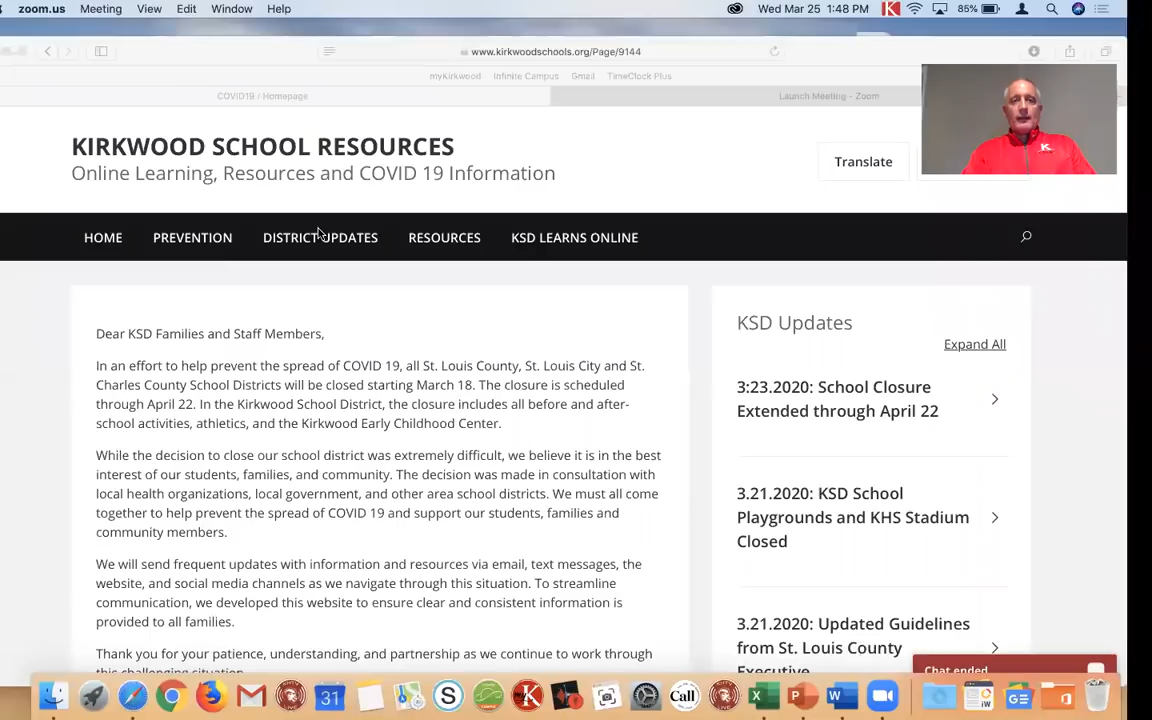 zoom.us Meeting View Edit Window Help Wed Mar 25 1:48 PM K 85%
www.kirkwoodschools.org/Page/9144
myKirkwood Infinite Campus Gmail TimeClock Plus
COVID19 / Homepage Launch Meeting - Zoom
KIRKWOOD SCHOOL RESOURCES
Online Learning, Resources and COVID 19 Information
Translate
K
HOME PREVENTION DISTRICT UPDATES RESOURCES KSD LEARNS ONLINE
Dear KSD Families and Staff Members,
In an effort to help prevent the spread of COVID 19, all St. Louis County, St. Louis City and St.
Charles County School Districts will be closed starting March 18. The closure is scheduled
through April 22. In the Kirkwood School District, the closure includes all before and after-
school activities, athletics, and the Kirkwood Early Childhood Center.
While the decision to close our school district was extremely difficult, we believe it is in the best
interest of our students, families, and community. The decision was made in consultation with
local health organizations, local government, and other area school districts. We must all come
together to help prevent the spread of COVID 19 and support our students, families and
community members.
We will send frequent updates with information and resources via email, text messages, the
website, and social media channels as we navigate through this situation. To streamline
communication, we developed this website to ensure clear and consistent information is
provided to all families.
Thank you for your patience, understanding, and partnership as we continue to work through
this challenging situation.
KSD Updates
Expand All
3:23.2020: School Closure
Extended through April 22
3.21.2020: KSD School
Playgrounds and KHS Stadium
Closed
3.21.2020: Updated Guidelines
from St. Louis County
Executive
Chat ended
31 S K Call X P W GE